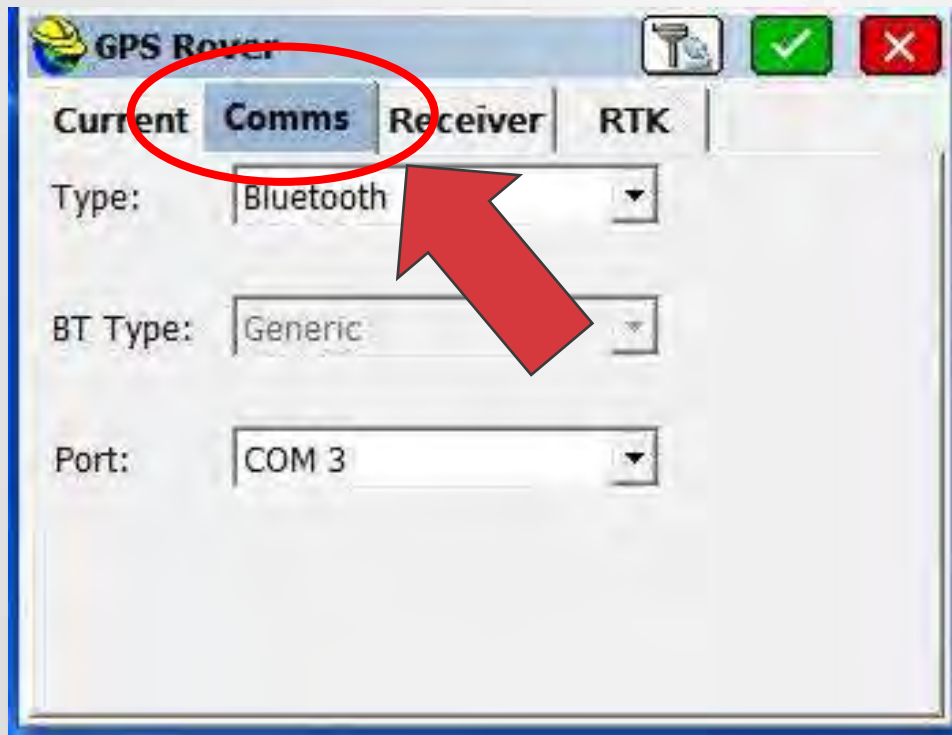 GPS Rover
Current Comms Receiver RTK
Type: Bluetooth
BT Type: Generic
Port: COM 3